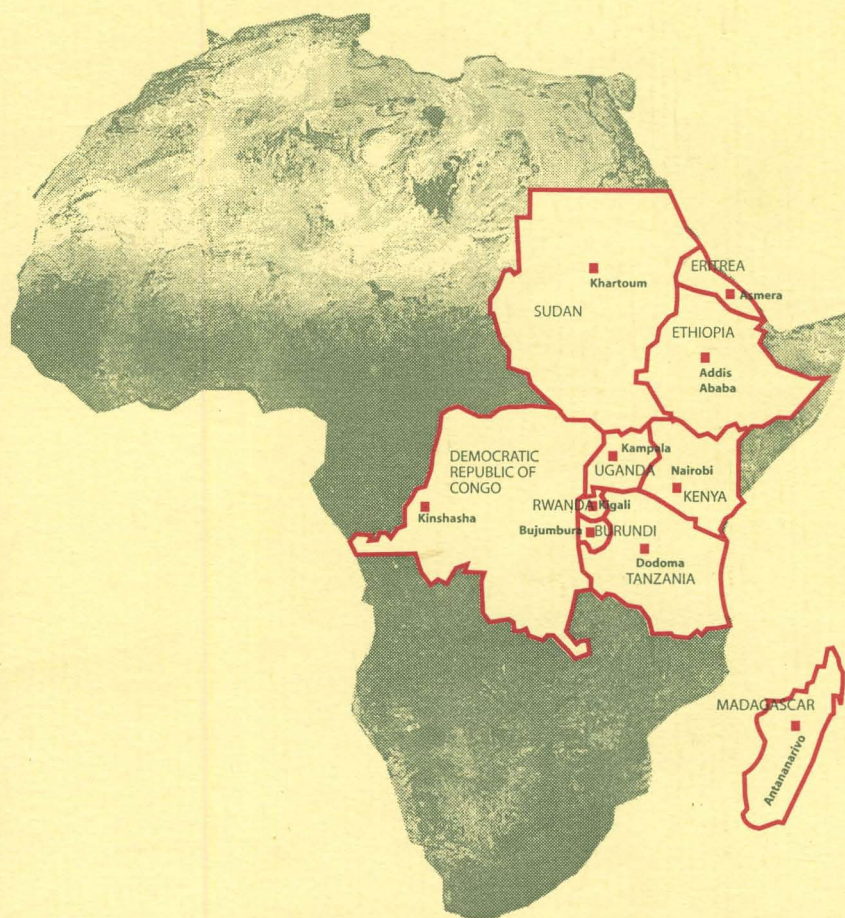 ERITREA
Khartoum
Asmera
SUDAN
ETHIOPIA
Addis
Ababa
DEMOCRATIC
REPUBLIC OF
CONGO
Kampala
UGANDA
Nairobi
KENYA
Kinshasha
RWANDA
Kigali
Bujumbura
BURUNDI
Dodoma
TANZANIA
MADAGASCAR
Antananarivo